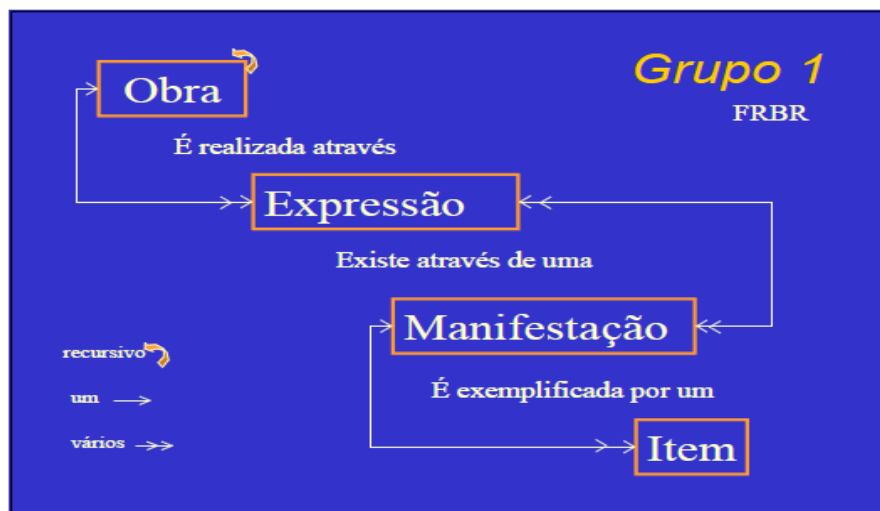 Grupo 1
FRBR
Obra
É realizada através
Expressão
Existe através de uma
Manifestação
É exemplificada por um
Item
recursivo
um
vários